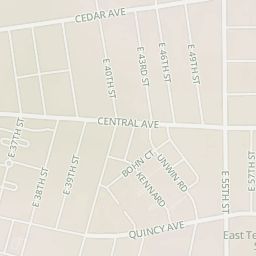 CEDAR AVE
E 40TH ST
E 43RD ST
E 46TH ST
E 49TH ST
CENTRAL AVE
E 37TH ST
E 38TH ST
E 39TH ST
BOHN CT
UNWIN RD
KENNARD
E 55TH ST
E 57TH ST
QUINCY AVE
East Te
S